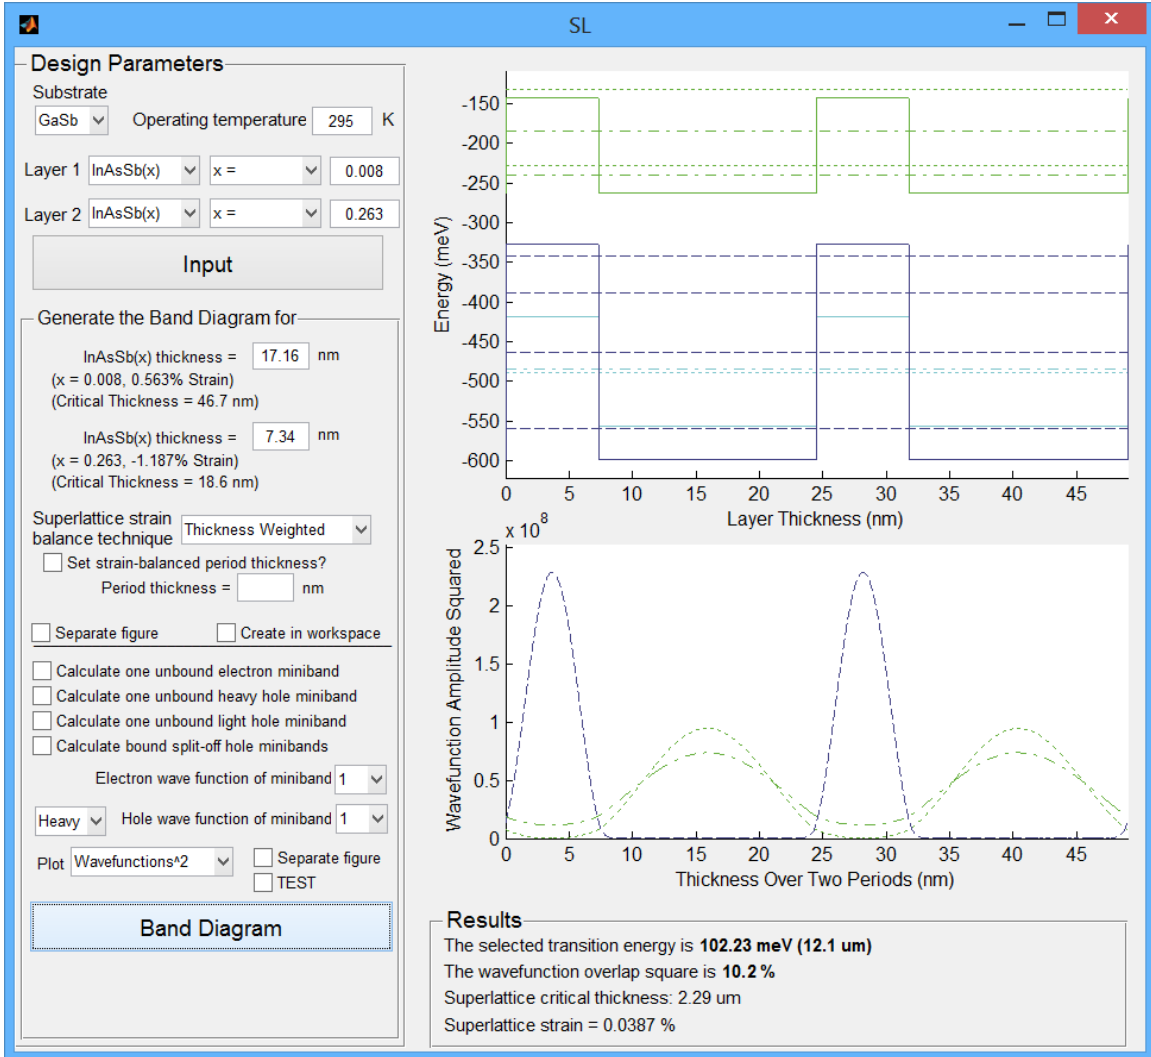 SL
Design Parameters
Substrate
GaSb Operating temperature 295 K
Layer 1 InAsSb(x) x = 0.008
Layer 2 InAsSb(x) x = 0.263
Input
Generate the Band Diagram for
InAsSb(x) thickness = 17.16 nm
(x = 0.008, 0.563% Strain)
(Critical Thickness = 46.7 nm)
InAsSb(x) thickness = 7.34 nm
(x = 0.263, -1.187% Strain)
(Critical Thickness = 18.6 nm)
Superlattice strain
balance technique Thickness Weighted
Set strain-balanced period thickness?
Period thickness = nm
Separate figure Create in workspace
Calculate one unbound electron miniband
Calculate one unbound heavy hole miniband
Calculate one unbound light hole miniband
Calculate bound split-off hole minibands
Electron wave function of miniband 1
Heavy Hole wave function of miniband 1
Plot Wavefunctions^2 Separate figure
TEST
Band Diagram
Energy (meV)
-150
-200
-250
-300
-350
-400
-450
-500
-550
-600
0 5 10 15 20 25 30 35 40 45
Layer Thickness (nm)
x 10^8
Wavefunction Amplitude Squared
2.5
2
1.5
1
0.5
0
0 5 10 15 20 25 30 35 40 45
Thickness Over Two Periods (nm)
Results
The selected transition energy is 102.23 meV (12.1 um)
The wavefunction overlap square is 10.2 %
Superlattice critical thickness: 2.29 um
Superlattice strain = 0.0387 %